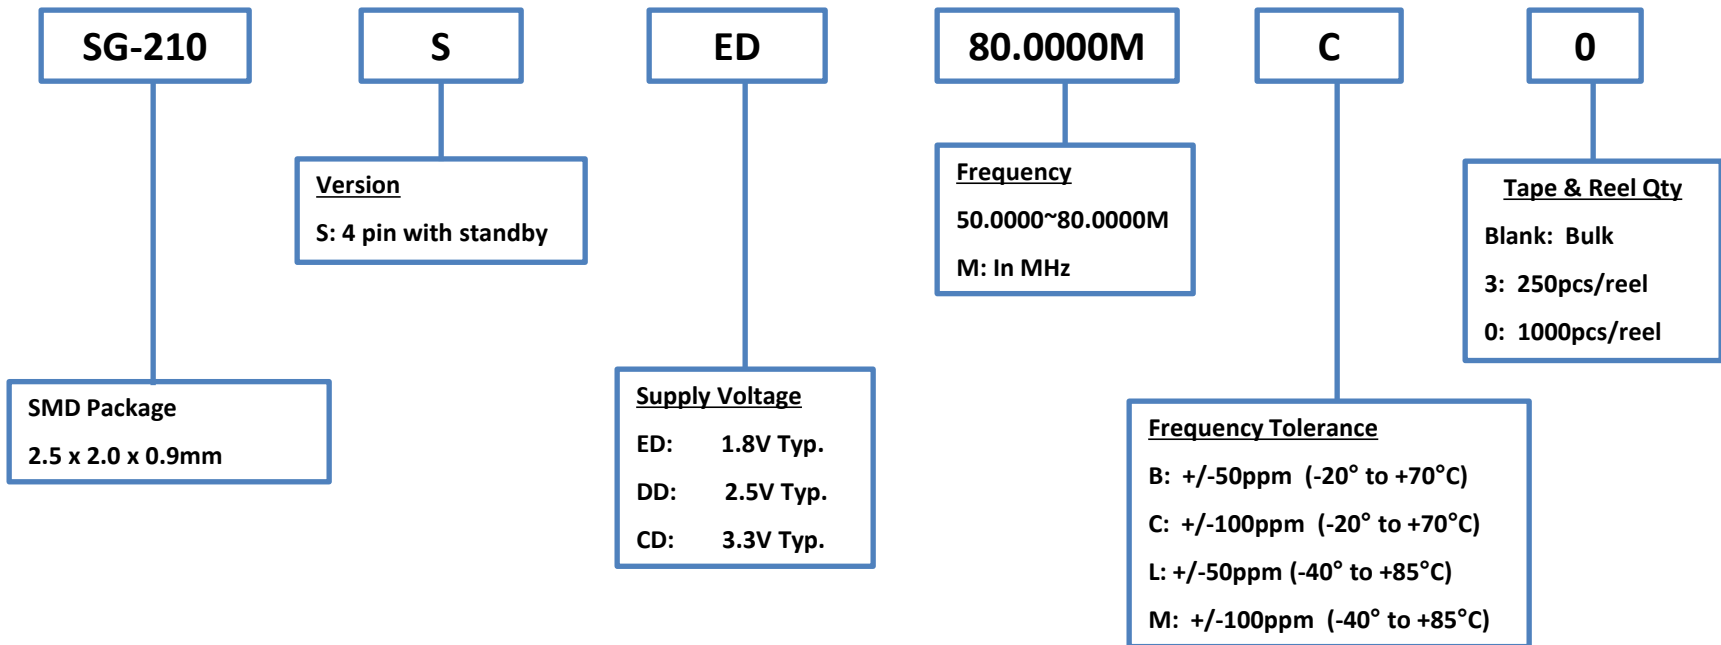 SG-210
S
ED
80.0000M
C
0
Version
S: 4 pin with standby
Frequency
50.0000~80.0000M
M: In MHz
Tape & Reel Qty
Blank: Bulk
3: 250pcs/reel
0: 1000pcs/reel
SMD Package
2.5 x 2.0 x 0.9mm
Supply Voltage
ED: 1.8V Typ.
DD: 2.5V Typ.
CD: 3.3V Typ.
Frequency Tolerance
B: +/-50ppm (-20° to +70°C)
C: +/-100ppm (-20° to +70°C)
L: +/-50ppm (-40° to +85°C)
M: +/-100ppm (-40° to +85°C)